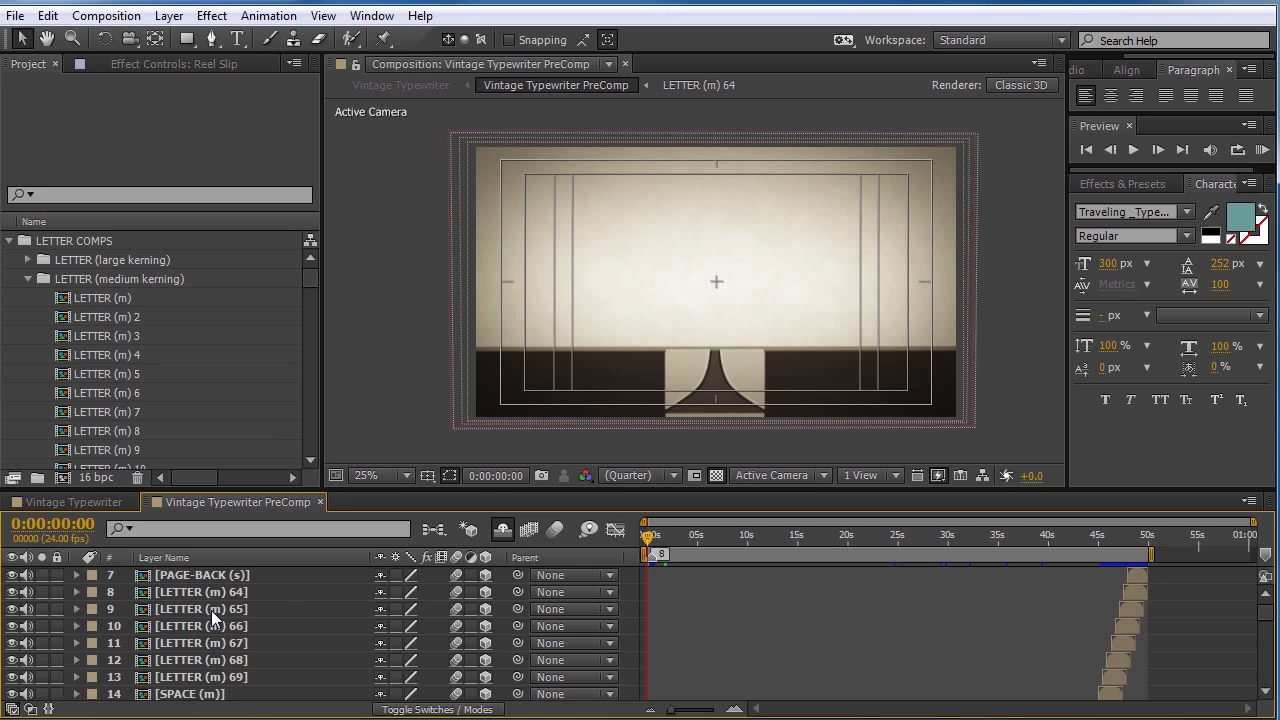 File Edit Composition Layer Effect Animation View Window Help
Snapping Workspace: Standard Search Help
Project × Effect Controls: Reel Slip Composition: Vintage Typewriter PreComp × dio Align Paragraph ×
Vintage Typewriter Vintage Typewriter PreComp LETTER (m) 64 Renderer: Classic 3D
Active Camera
Preview ×
Effects & Presets Characte
Traveling _Type...
Regular
300 px 252 px
Metrics 100
- px
100 % 100 %
0 px 0 %
Name
LETTER COMPS
LETTER (large kerning)
LETTER (medium kerning)
LETTER (m)
LETTER (m) 2
LETTER (m) 3
LETTER (m) 4
LETTER (m) 5
LETTER (m) 6
LETTER (m) 7
LETTER (m) 8
LETTER (m) 9
LETTER (m) 10
16 bpc 25% 0:00:00:00 (Quarter) Active Camera 1 View +0.0
Vintage Typewriter Vintage Typewriter PreComp ×
0:00:00:00
00000 (24.00 fps)
05s 10s 15s 20s 25s 30s 35s 40s 45s 50s 55s 01:00
# Layer Name Parent 8
7 [PAGE-BACK (s)] None
8 [LETTER (m) 64] None
9 [LETTER (m) 65] None
10 [LETTER (m) 66] None
11 [LETTER (m) 67] None
12 [LETTER (m) 68] None
13 [LETTER (m) 69] None
14 [SPACE (m)] None
Toggle Switches / Modes